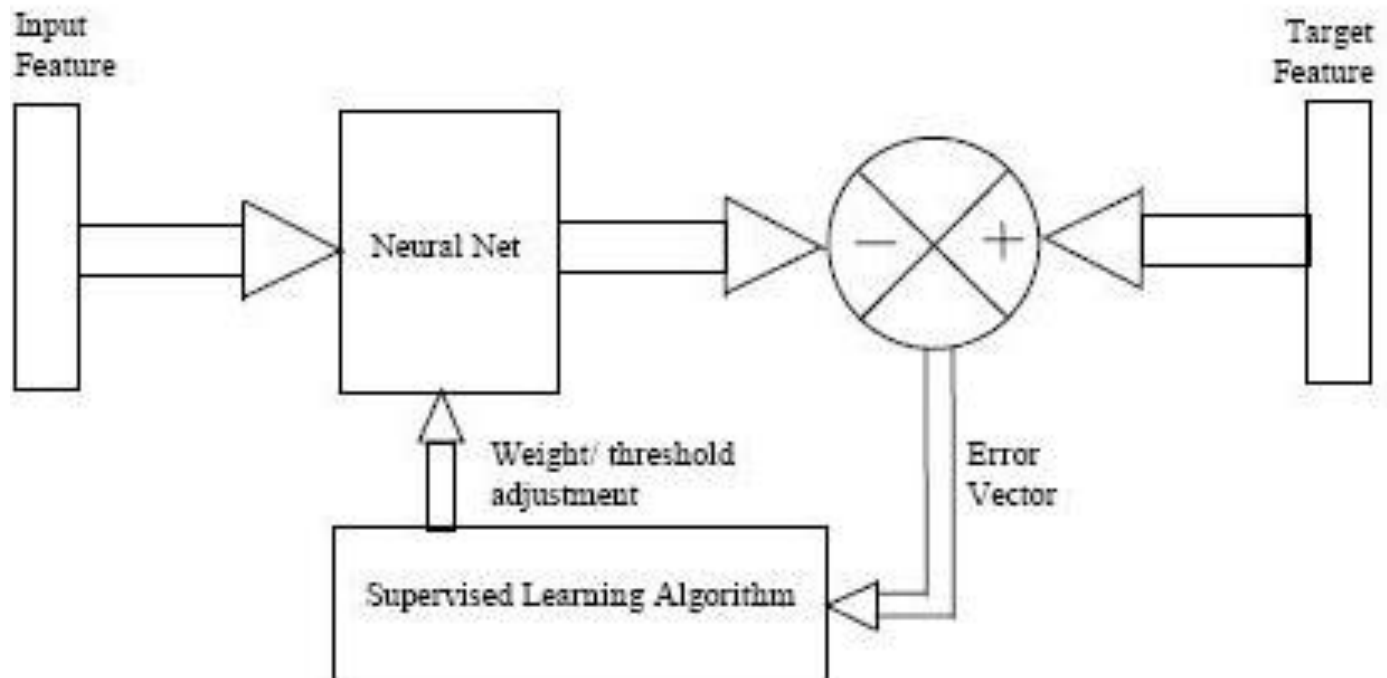 Input
Feature
Target
Feature
Neural Net
—
+
Weight/ threshold
adjustment
Error
Vector
Supervised Learning Algorithm